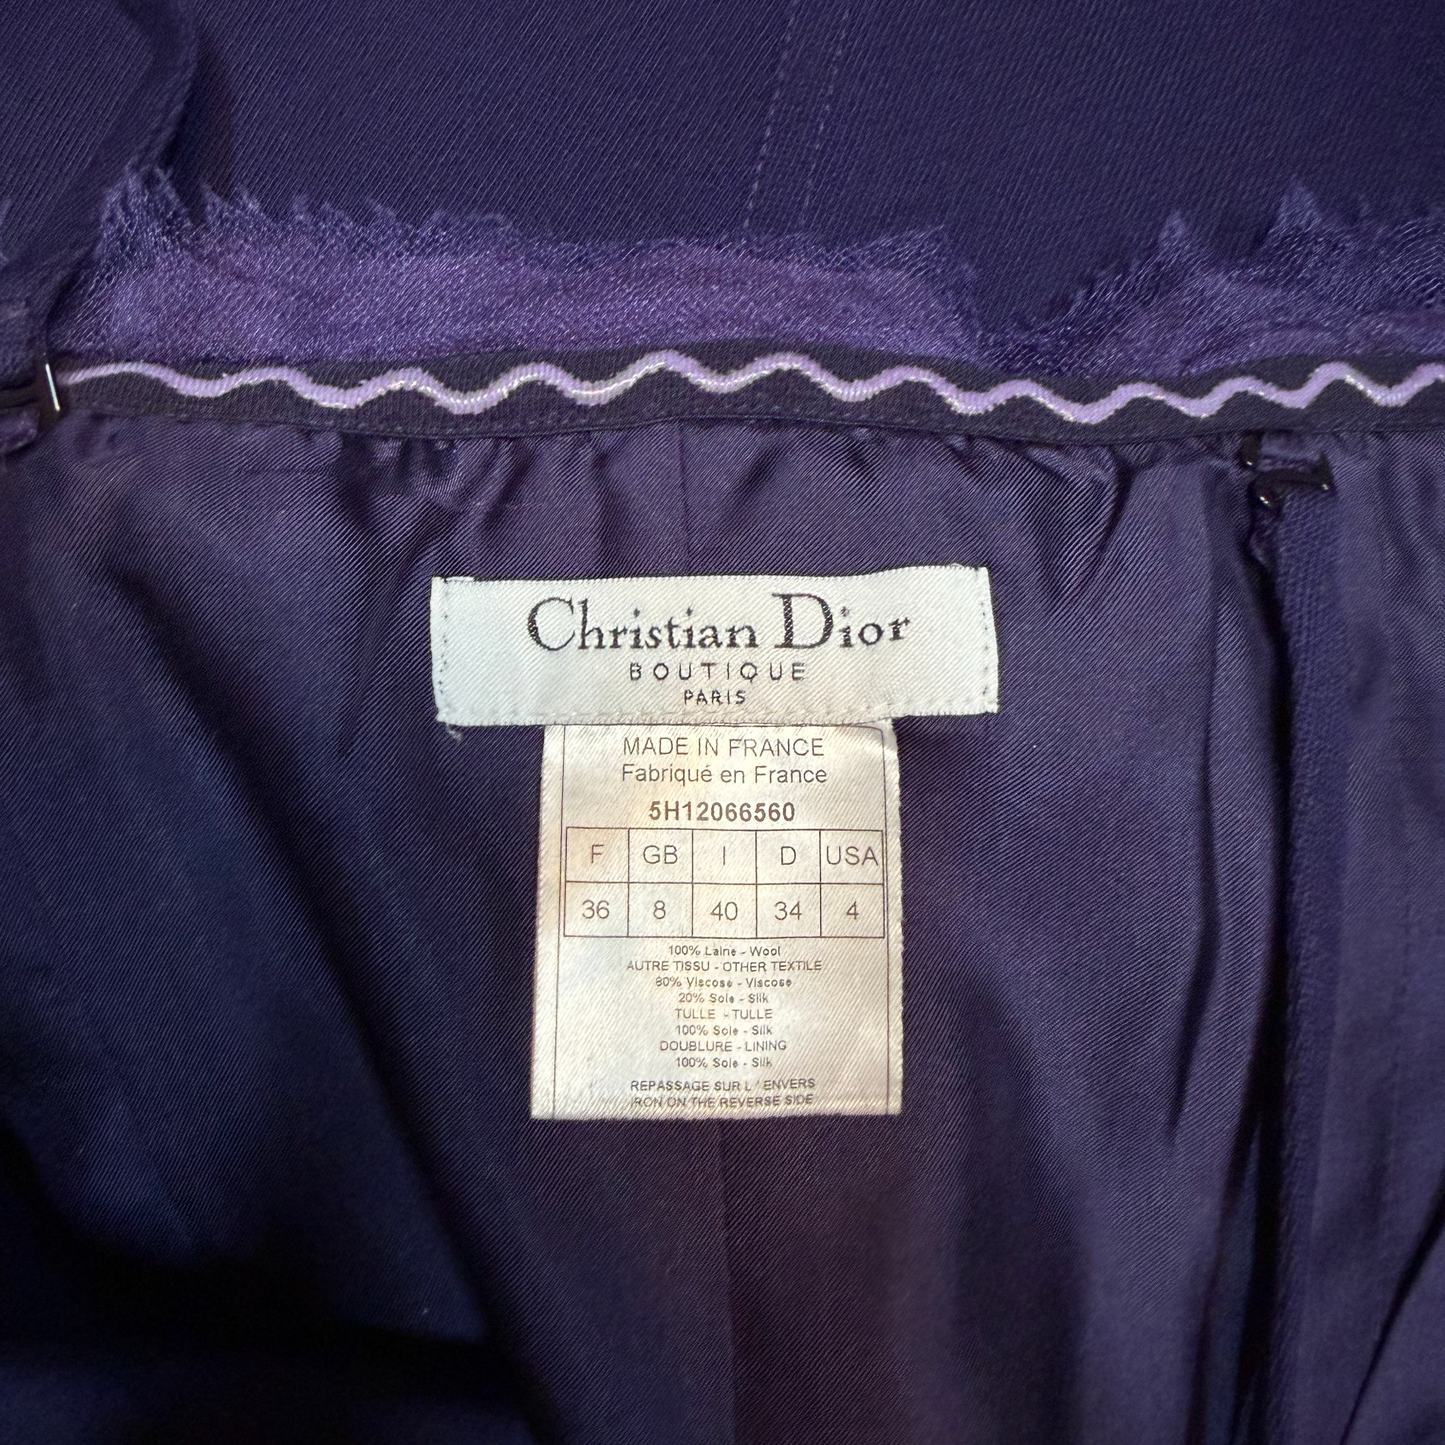 Christian Dior
BOUTIQUE
PARIS
MADE IN FRANCE
Fabriqué en France
5H12066560
F GB I D USA
36 8 40 34 4
100% Laine - Wool
AUTRE TISSU - OTHER TEXTILE
80% Viscose - Viscose
20% Soie - Silk
TULLE - TULLE
100% Soie - Silk
DOUBLURE - LINING
100% Soie - Silk
REPASSAGE SUR L ' ENVERS
IRON ON THE REVERSE SIDE